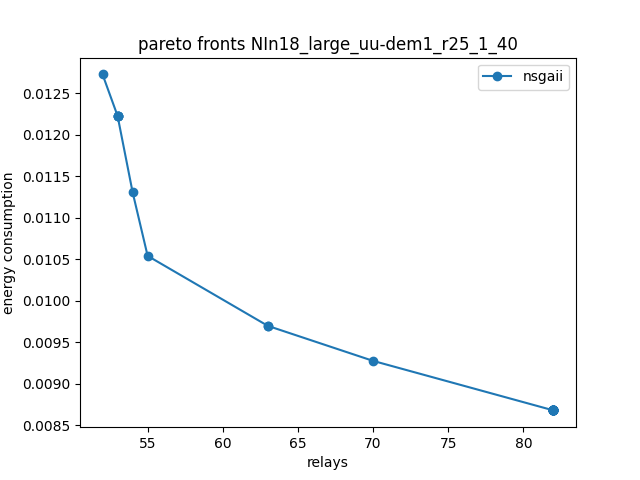 pareto fronts NIn18_large_uu-dem1_r25_1_40
nsgaii
energy consumption
0.0125
0.0120
0.0115
0.0110
0.0105
0.0100
0.0095
0.0090
0.0085
55 60 65 70 75 80
relays